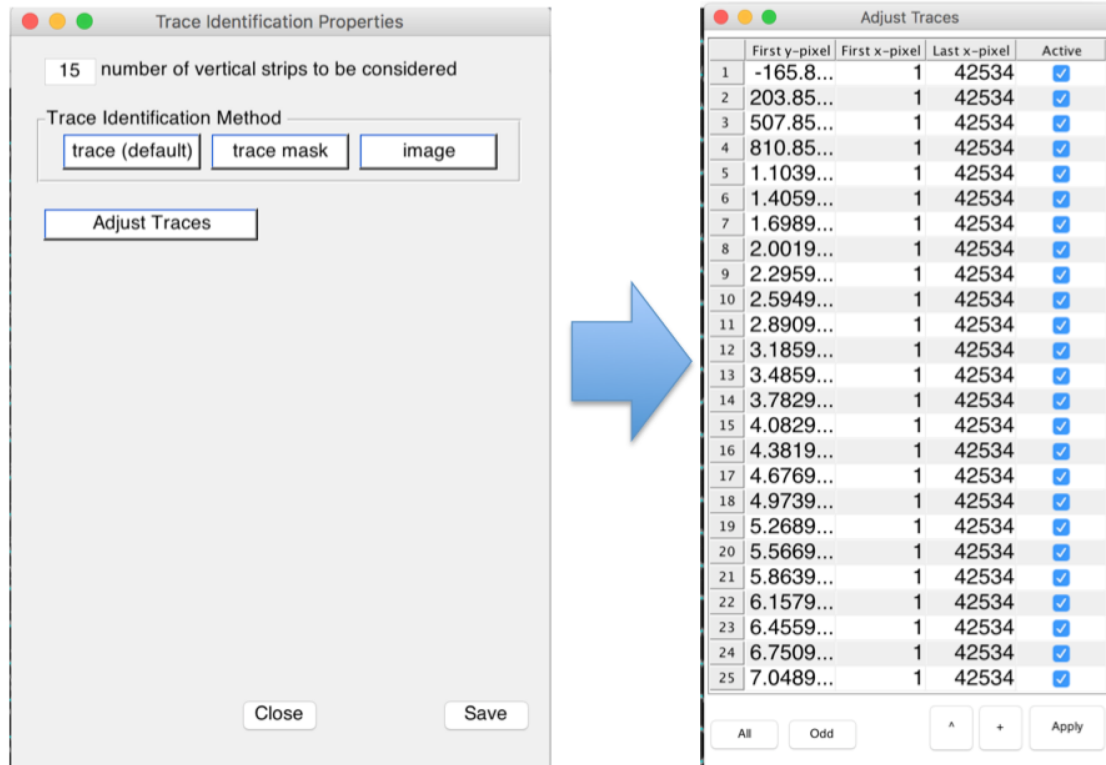 Trace Identification Properties
15 number of vertical strips to be considered
Trace Identification Method
trace (default) trace mask image
Adjust Traces
Close Save
Adjust Traces
First y-pixel First x-pixel Last x-pixel Active
1 -165.8... 1 42534
2 203.85... 1 42534
3 507.85... 1 42534
4 810.85... 1 42534
5 1.1039... 1 42534
6 1.4059... 1 42534
7 1.6989... 1 42534
8 2.0019... 1 42534
9 2.2959... 1 42534
10 2.5949... 1 42534
11 2.8909... 1 42534
12 3.1859... 1 42534
13 3.4859... 1 42534
14 3.7829... 1 42534
15 4.0829... 1 42534
16 4.3819... 1 42534
17 4.6769... 1 42534
18 4.9739... 1 42534
19 5.2689... 1 42534
20 5.5669... 1 42534
21 5.8639... 1 42534
22 6.1579... 1 42534
23 6.4559... 1 42534
24 6.7509... 1 42534
25 7.0489... 1 42534
All Odd ^ + Apply